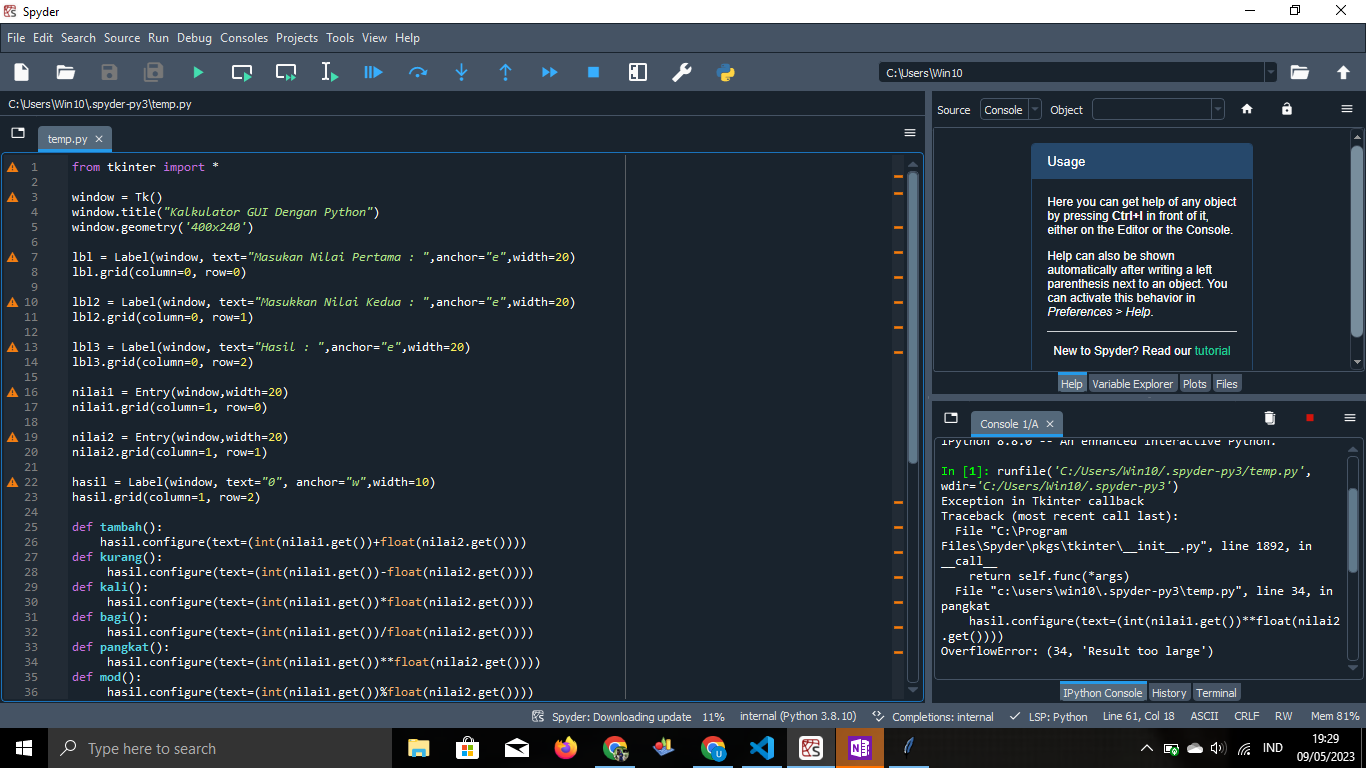 Spyder
File Edit Search Source Run Debug Consoles Projects Tools View Help
C:\Users\Win10
C:\Users\Win10\.spyder-py3\temp.py
temp.py
1 from tkinter import *
2
3 window = Tk()
4 window.title("Kalkulator GUI Dengan Python")
5 window.geometry('400x240')
6
7 lbl = Label(window, text="Masukan Nilai Pertama : ",anchor="e",width=20)
8 lbl.grid(column=0, row=0)
9
10 lbl2 = Label(window, text="Masukkan Nilai Kedua : ",anchor="e",width=20)
11 lbl2.grid(column=0, row=1)
12
13 lbl3 = Label(window, text="Hasil : ",anchor="e",width=20)
14 lbl3.grid(column=0, row=2)
15
16 nilai1 = Entry(window,width=20)
17 nilai1.grid(column=1, row=0)
18
19 nilai2 = Entry(window,width=20)
20 nilai2.grid(column=1, row=1)
21
22 hasil = Label(window, text="0", anchor="w",width=10)
23 hasil.grid(column=1, row=2)
24
25 def tambah():
26     hasil.configure(text=(int(nilai1.get())+float(nilai2.get())))
27 def kurang():
28      hasil.configure(text=(int(nilai1.get())-float(nilai2.get())))
29 def kali():
30      hasil.configure(text=(int(nilai1.get())*float(nilai2.get())))
31 def bagi():
32      hasil.configure(text=(int(nilai1.get())/float(nilai2.get())))
33 def pangkat():
34      hasil.configure(text=(int(nilai1.get())**float(nilai2.get())))
35 def mod():
36      hasil.configure(text=(int(nilai1.get())%float(nilai2.get())))
Source Console Object
Usage
Here you can get help of any object
by pressing Ctrl+I in front of it,
either on the Editor or the Console.
Help can also be shown
automatically after writing a left
parenthesis next to an object. You
can activate this behavior in
Preferences > Help.
New to Spyder? Read our tutorial
Help Variable Explorer Plots Files
Console 1/A
IPython 8.8.0 -- An enhanced Interactive Python.
In [1]: runfile('C:/Users/Win10/.spyder-py3/temp.py',
wdir='C:/Users/Win10/.spyder-py3')
Exception in Tkinter callback
Traceback (most recent call last):
  File "C:\Program
Files\Spyder\pkgs\tkinter\__init__.py", line 1892, in
__call__
    return self.func(*args)
  File "c:\users\win10\.spyder-py3\temp.py", line 34, in
pangkat
    hasil.configure(text=(int(nilai1.get())**float(nilai2
.get())))
OverflowError: (34, 'Result too large')
IPython Console History Terminal
Spyder: Downloading update 11% internal (Python 3.8.10) Completions: internal LSP: Python Line 61, Col 18 ASCII CRLF RW Mem 81%
Type here to search
IND
19:29
09/05/2023